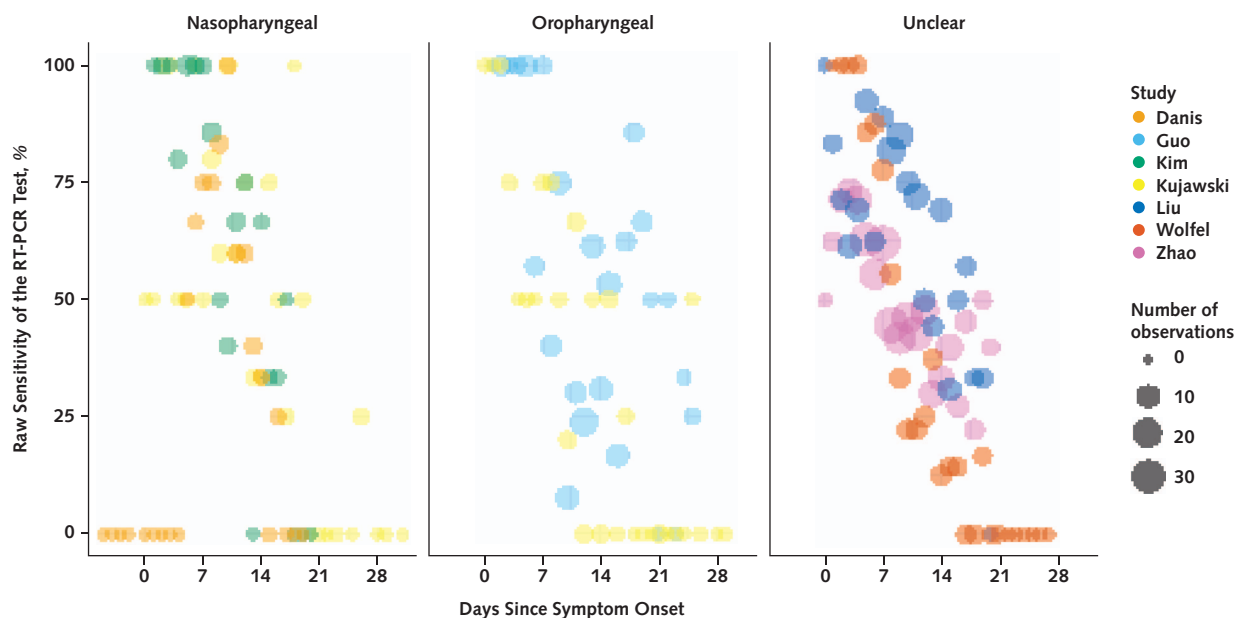 Nasopharyngeal
Oropharyngeal
Unclear
Raw Sensitivity of the RT-PCR Test, %
100
75
50
25
0
0 7 14 21 28
0 7 14 21 28
0 7 14 21 28
Days Since Symptom Onset
Study
Danis
Guo
Kim
Kujawski
Liu
Wolfel
Zhao
Number of
observations
0
10
20
30